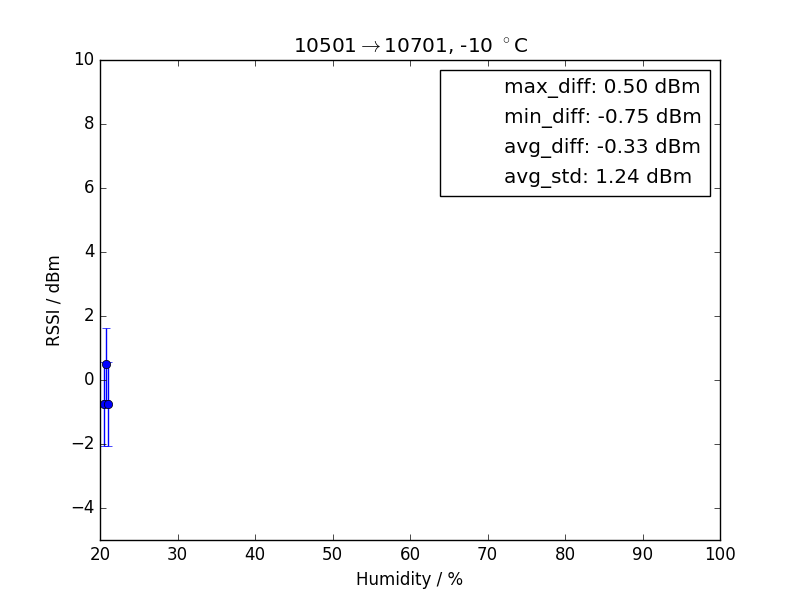 10501→10701, -10 °C
max_diff: 0.50 dBm
min_diff: -0.75 dBm
avg_diff: -0.33 dBm
avg_std: 1.24 dBm
10
8
6
4
2
0
−2
−4
RSSI / dBm
20 30 40 50 60 70 80 90 100
Humidity / %